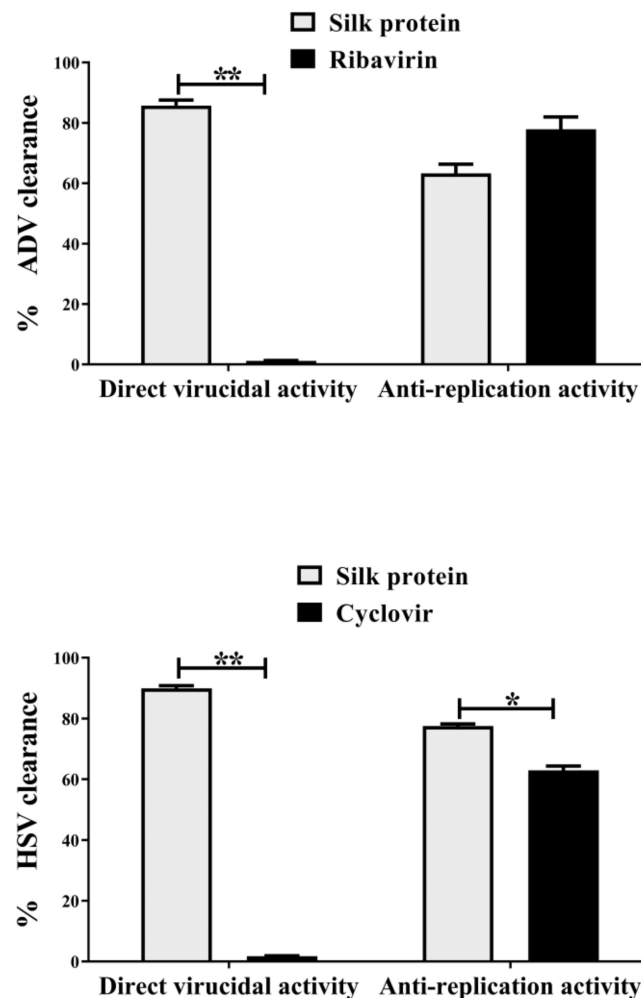 Silk protein
Ribavirin
100
80
60
40
20
0
% ADV clearance
**
Direct virucidal activity
Anti-replication activity
Silk protein
Cyclovir
100
80
60
40
20
0
% HSV clearance
**
*
Direct virucidal activity
Anti-replication activity